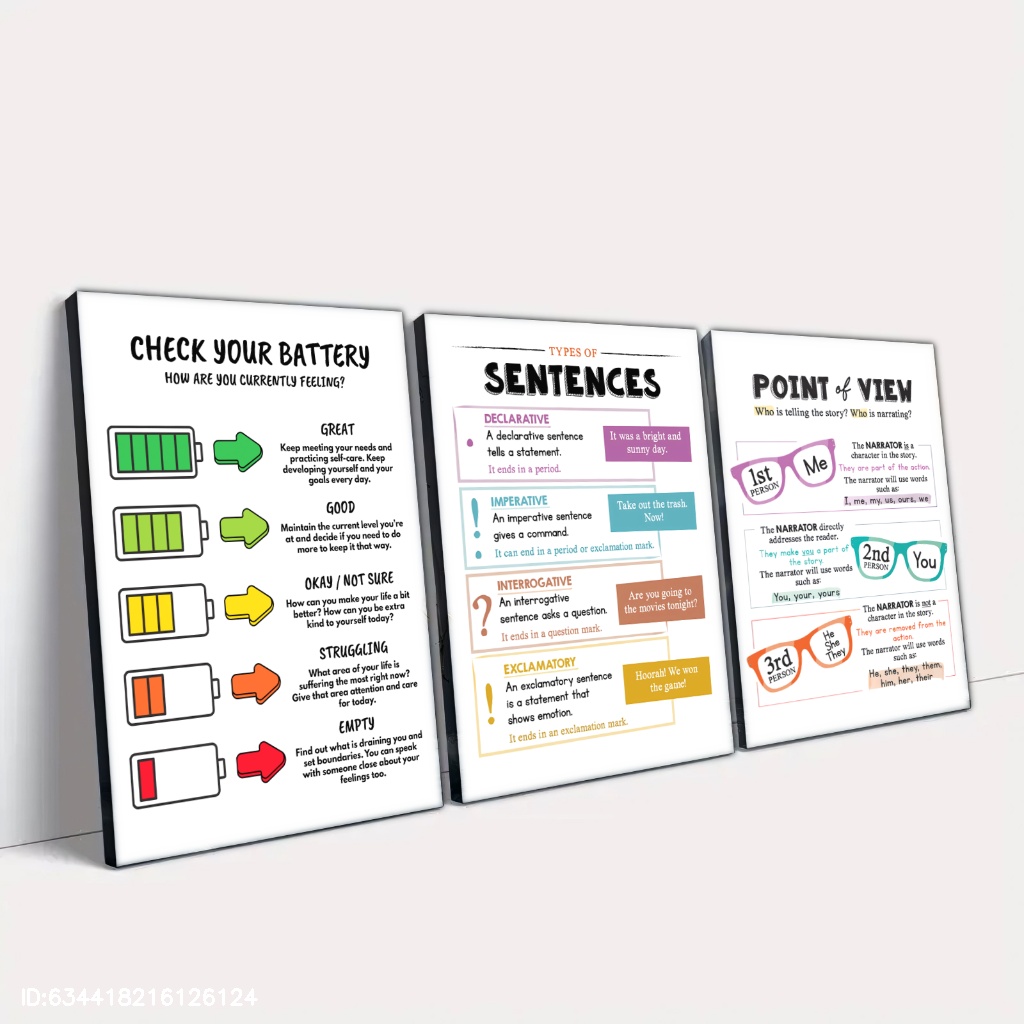 CHECK YOUR BATTERY
HOW ARE YOU CURRENTLY FEELING?
GREAT
Keep meeting your needs and
practicing self-care. Keep
developing yourself and your
goals every day.
GOOD
Maintain the current level you're
at and decide if you need to do
more to keep it that way.
OKAY / NOT SURE
How can you make your life a bit
better? How can you be extra
kind to yourself today?
STRUGGLING
What area of your life is
suffering the most right now?
Give that area attention and care
for today.
EMPTY
Find out what is draining you and
set boundaries. You can speak
with someone close about your
feelings too.
TYPES OF
SENTENCES
DECLARATIVE
A declarative sentence
tells a statement.
It ends in a period.
It was a bright and
sunny day.
IMPERATIVE
An imperative sentence
gives a command.
It can end in a period or exclamation mark.
Take out the trash.
Now!
INTERROGATIVE
An interrogative
sentence asks a question.
It ends in a question mark.
Are you going to
the movies tonight?
EXCLAMATORY
An exclamatory sentence
is a statement that
shows emotion.
It ends in an exclamation mark.
Hoorah! We won
the game!
POINT of VIEW
Who is telling the story? Who is narrating?
1st
PERSON
Me
The NARRATOR is a
character in the story.
They are part of the action.
The narrator will use words
such as:
I, me, my, us, ours, we
The NARRATOR directly
addresses the reader.
They make you a part of
the story.
The narrator will use words
such as:
You, your, yours
2nd
PERSON
You
3rd
PERSON
He
She
They
The NARRATOR is not a
character in the story.
They are removed from the
action.
The narrator will use words
such as:
He, she, they, them,
him, her, their
ID:634418216126124